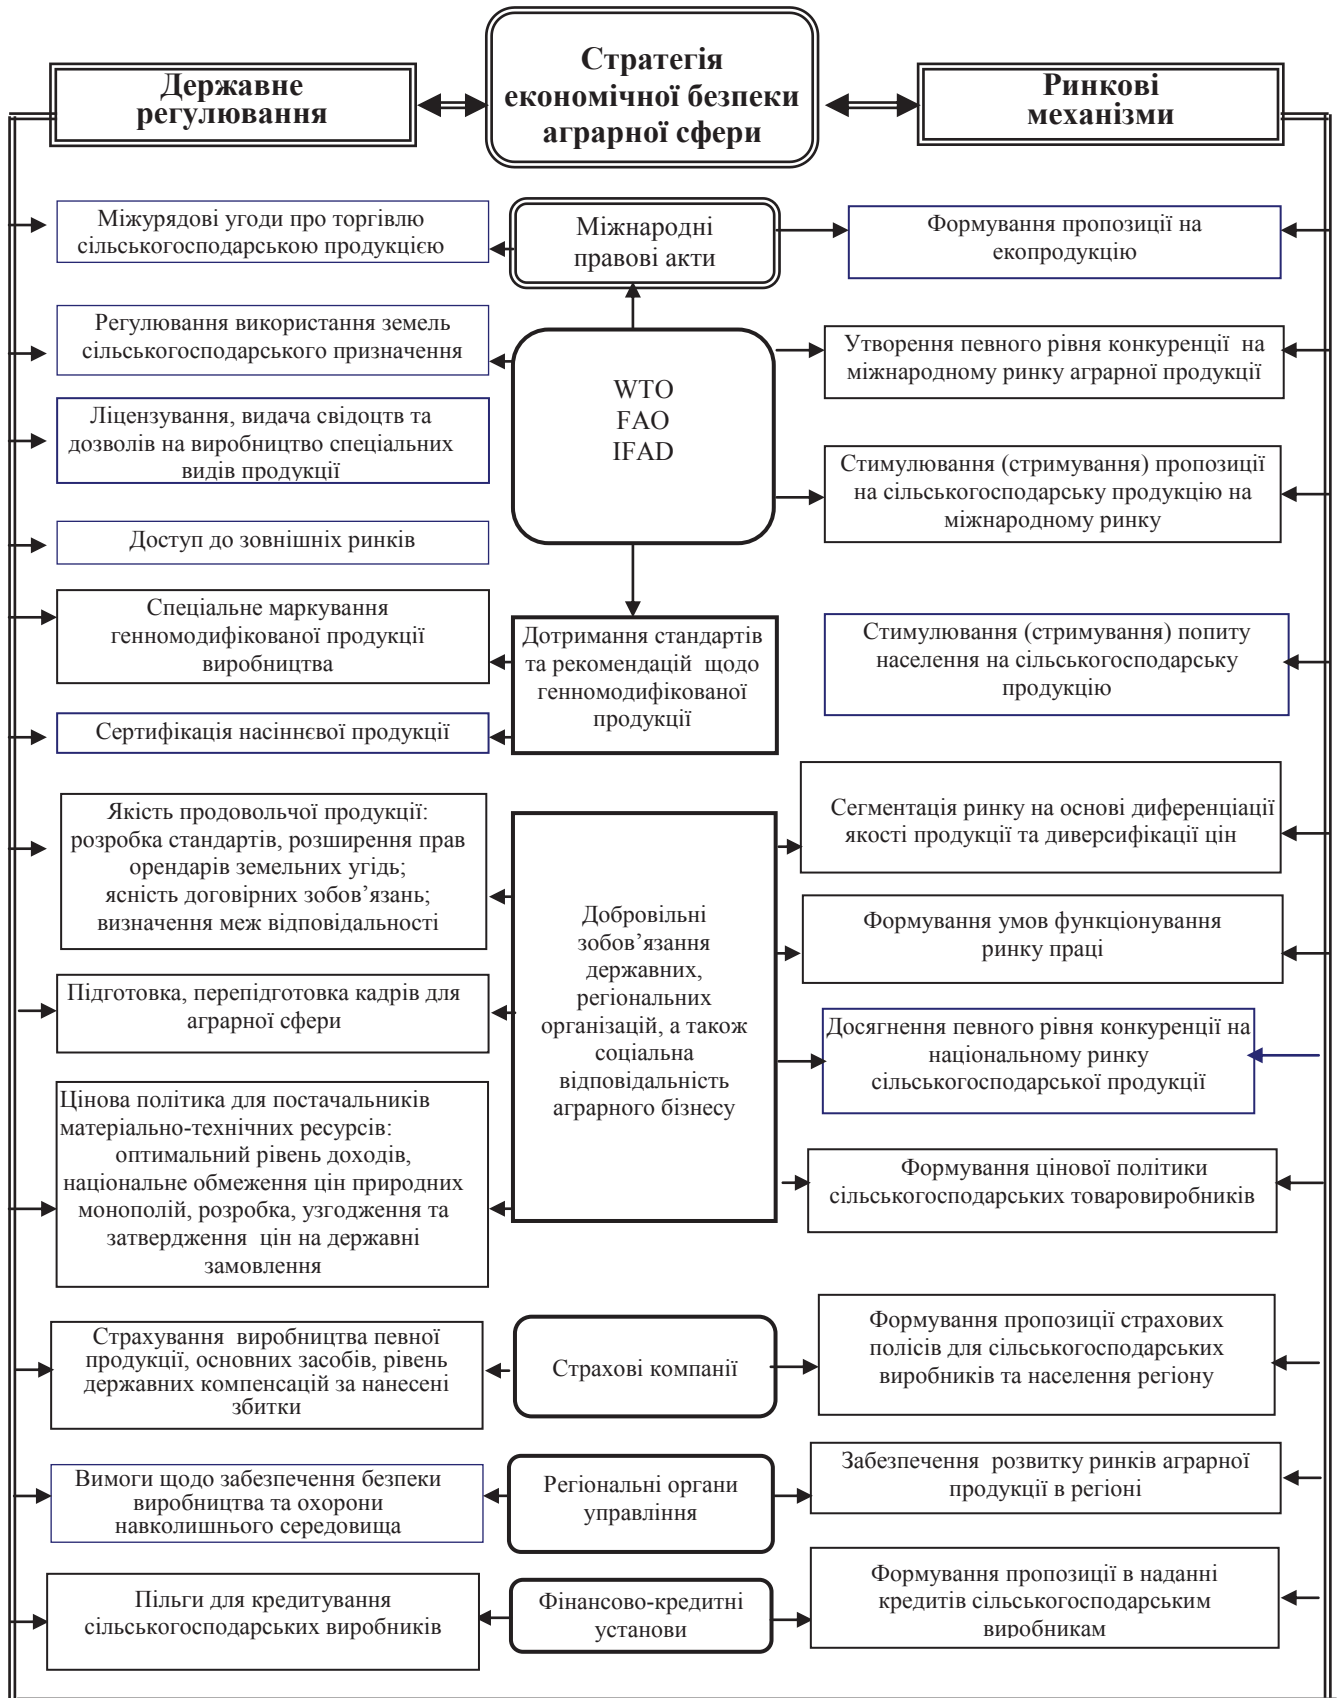 Стратегія
економічної безпеки
аграрної сфери
Державне
регулювання
Ринкові
механізми
Міжурядові угоди про торгівлю
сільськогосподарською продукцією
Міжнародні
правові акти
Формування пропозиції на
екопродукцію
Регулювання використання земель
сільськогосподарського призначення
WTO
FAO
IFAD
Утворення певного рівня конкуренції на
міжнародному ринку аграрної продукції
Ліцензування, видача свідоцтв та
дозволів на виробництво спеціальних
видів продукції
Стимулювання (стримування) пропозиції
на сільськогосподарську продукцію на
міжнародному ринку
Доступ до зовнішніх ринків
Спеціальне маркування
генномодифікованої продукції
виробництва
Дотримання стандартів
та рекомендацій щодо
генномодифікованої
продукції
Стимулювання (стримування) попиту
населення на сільськогосподарську
продукцію
Сертифікація насіннєвої продукції
Якість продовольчої продукції:
розробка стандартів, розширення прав
орендарів земельних угідь;
ясність договірних зобов’язань;
визначення меж відповідальності
Добровільні
зобов’язання
державних,
регіональних
організацій, а також
соціальна
відповідальність
аграрного бізнесу
Сегментація ринку на основі диференціації
якості продукції та диверсифікації цін
Формування умов функціонування
ринку праці
Підготовка, перепідготовка кадрів для
аграрної сфери
Досягнення певного рівня конкуренції на
національному ринку
сільськогосподарської продукції
Цінова політика для постачальників
матеріально-технічних ресурсів:
оптимальний рівень доходів,
національне обмеження цін природних
монополій, розробка, узгодження та
затвердження цін на державні
замовлення
Формування цінової політики
сільськогосподарських товаровиробників
Страхування виробництва певної
продукції, основних засобів, рівень
державних компенсацій за нанесені
збитки
Страхові компанії
Формування пропозиції страхових
полісів для сільськогосподарських
виробників та населення регіону
Вимоги щодо забезпечення безпеки
виробництва та охорони
навколишнього середовища
Регіональні органи
управління
Забезпечення розвитку ринків аграрної
продукції в регіоні
Пільги для кредитування
сільськогосподарських виробників
Фінансово-кредитні
установи
Формування пропозиції в наданні
кредитів сільськогосподарським
виробникам